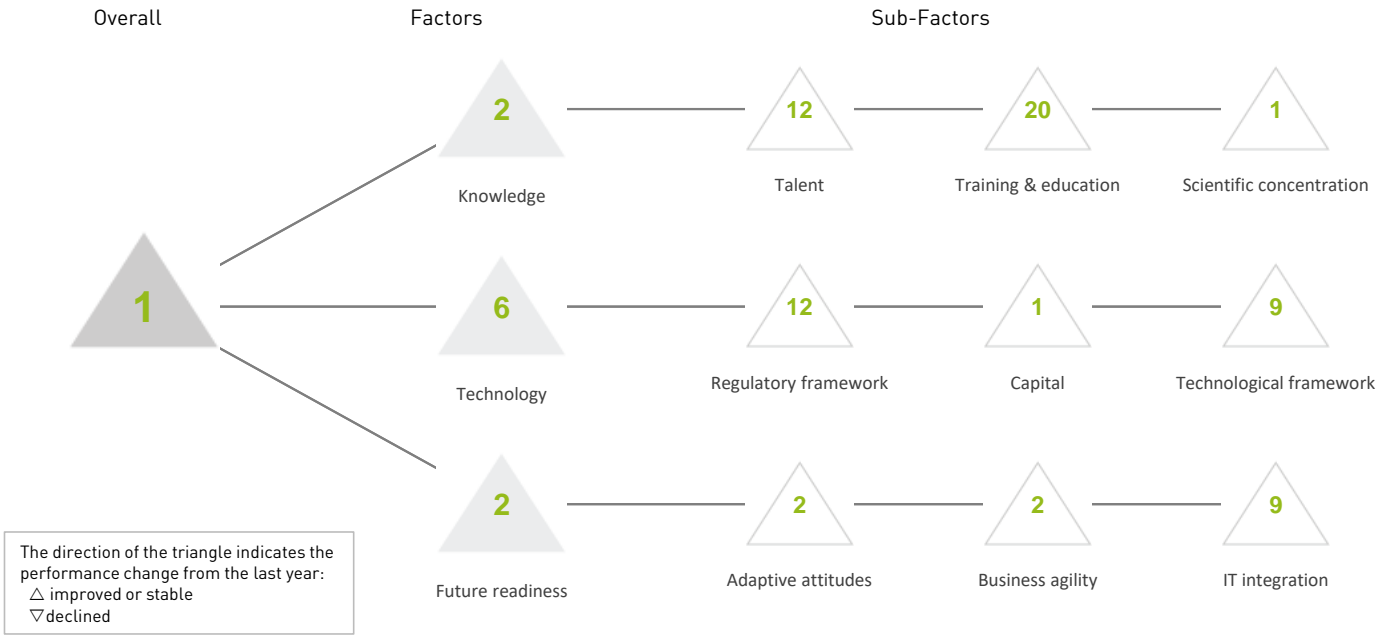 Overall
Factors
Sub-Factors
2
12
20
1
Knowledge
Talent
Training & education
Scientific concentration
1
6
12
1
9
Technology
Regulatory framework
Capital
Technological framework
2
2
2
9
Future readiness
Adaptive attitudes
Business agility
IT integration
The direction of the triangle indicates the
performance change from the last year:
△ improved or stable
▽ declined